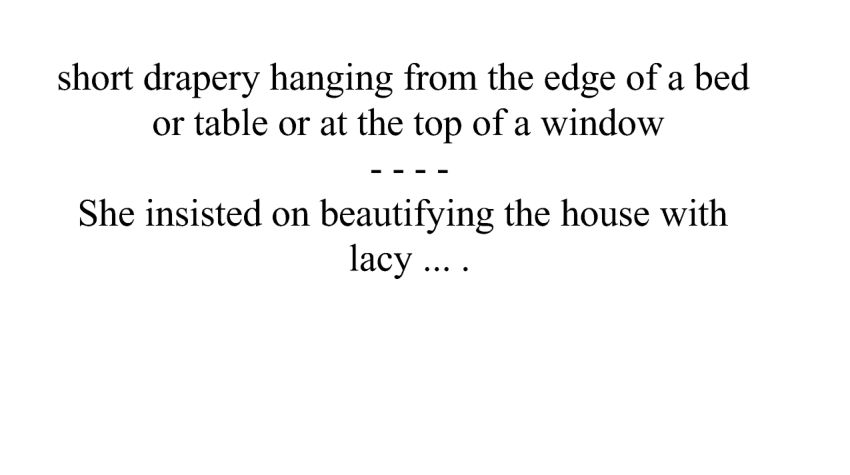 short drapery hanging from the edge of a bed
or table or at the top of a window
- - - -
She insisted on beautifying the house with
lacy ... .